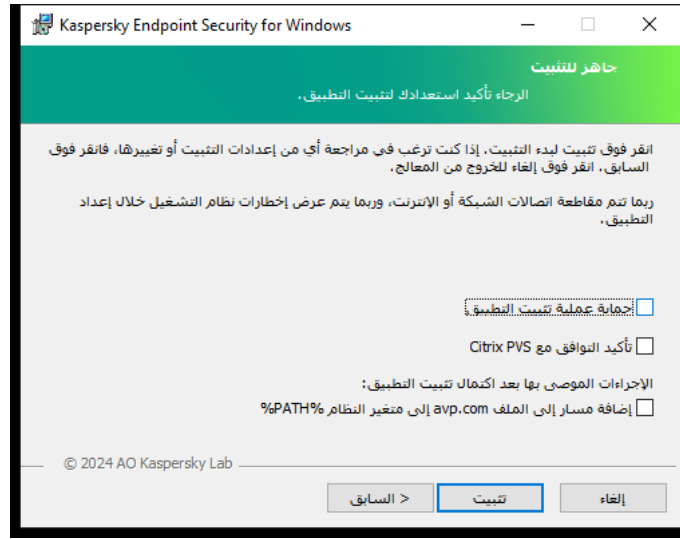 Kaspersky Endpoint Security for Windows
جاهز للتثبيت
الرجاء تأكيد استعدادك لتثبيت التطبيق.
انقر فوق تثبيت لبدء التثبيت. إذا كنت ترغب في مراجعة أي من إعدادات التثبيت أو تغييرها، فانقر فوق
السابق. انقر فوق إلغاء للخروج من المعالج.
ربما تتم مقاطعة اتصالات الشبكة أو الإنترنت، وربما يتم عرض إخطارات نظام التشغيل خلال إعداد
التطبيق.
حماية عملية تثبيت التطبيق
تأكيد التوافق مع Citrix PVS
الإجراءات الموصى بها بعد اكتمال تثبيت التطبيق:
إضافة مسار إلى الملف avp.com إلى متغير النظام %PATH%
© 2024 AO Kaspersky Lab
إلغاء
تثبيت
< السابق